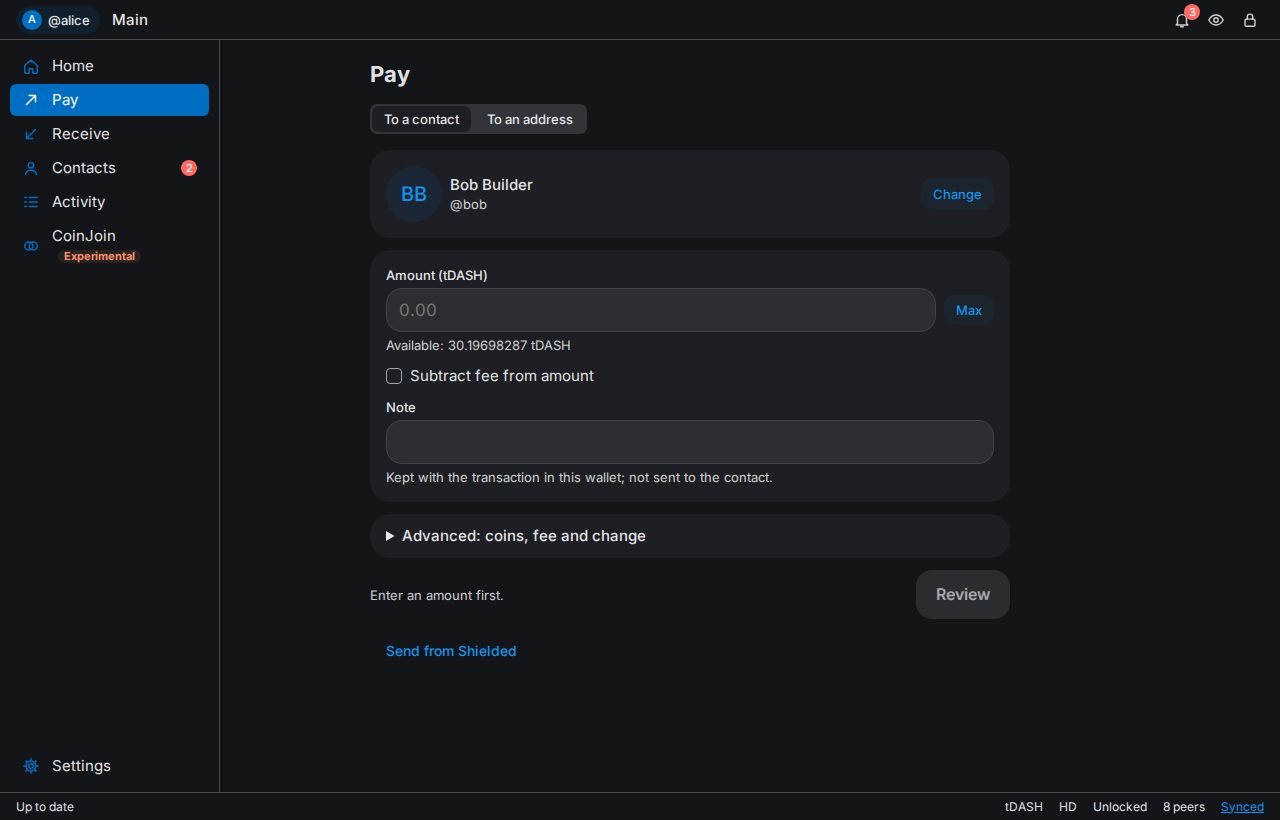 A @alice Main 3
Home
Pay
Receive
Contacts 2
Activity
CoinJoin
Experimental
Settings
Pay
To a contact To an address
BB Bob Builder
@bob
Change
Amount (tDASH)
0.00 Max
Available: 30.19698287 tDASH
Subtract fee from amount
Note
Kept with the transaction in this wallet; not sent to the contact.
Advanced: coins, fee and change
Enter an amount first. Review
Send from Shielded
Up to date tDASH HD Unlocked 8 peers Synced